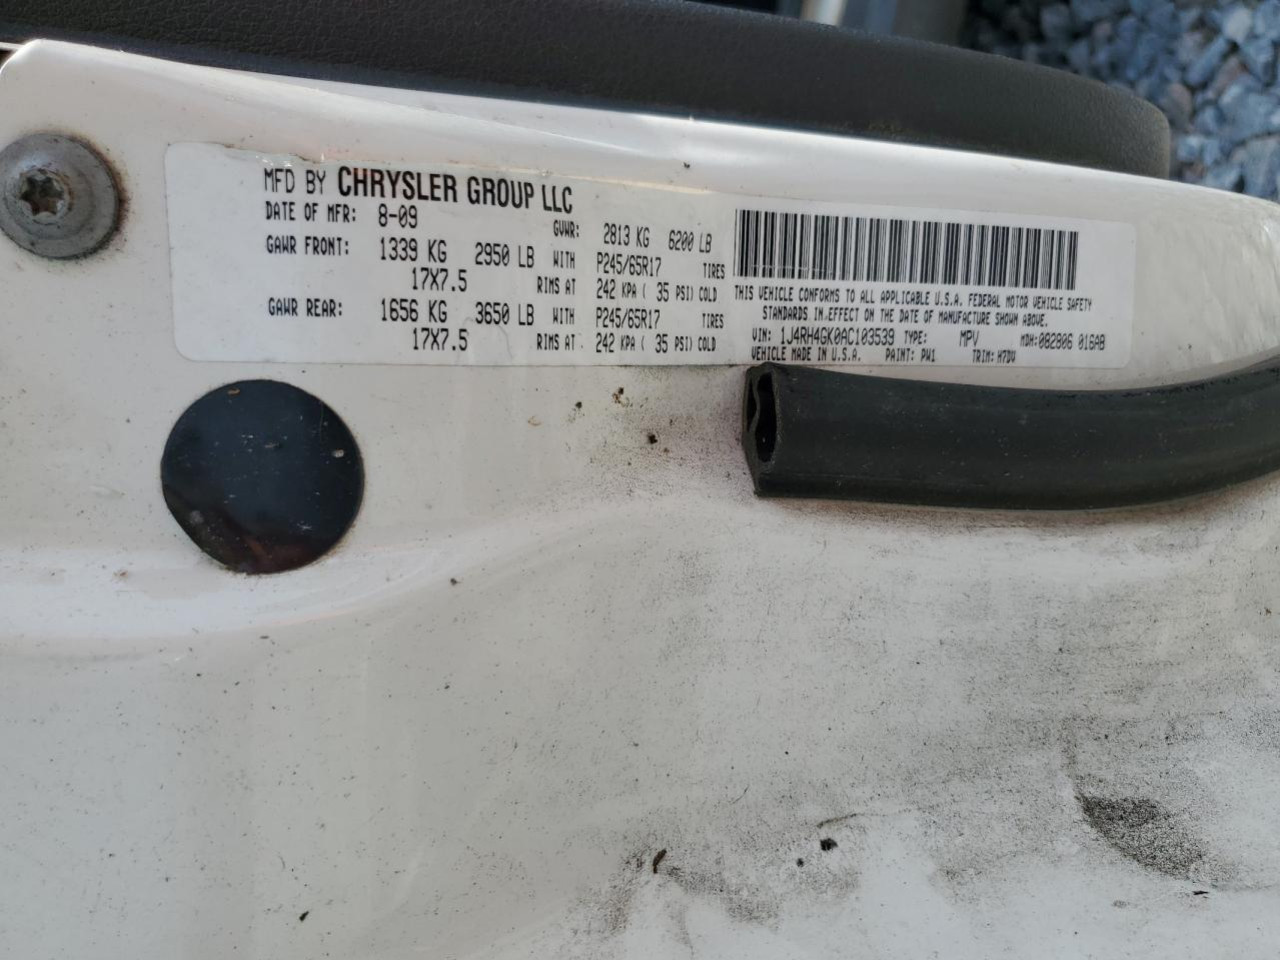 MFD BY CHRYSLER GROUP LLC
DATE OF MFR: 8-09 GVWR: 2813 KG 6200 LB
GAWR FRONT: 1339 KG 2950 LB WITH P245/65R17 TIRES
17X7.5 RIMS AT 242 KPA ( 35 PSI) COLD
GAWR REAR: 1656 KG 3650 LB WITH P245/65R17 TIRES
17X7.5 RIMS AT 242 KPA ( 35 PSI) COLD
THIS VEHICLE CONFORMS TO ALL APPLICABLE U.S.A. FEDERAL MOTOR VEHICLE SAFETY
STANDARDS IN EFFECT ON THE DATE OF MANUFACTURE SHOWN ABOVE.
VIN: 1J4RH4GK0AC103539 TYPE: MPV MDH: 082806 016AB
VEHICLE MADE IN U.S.A. PAINT: PW1 TRIM: H7DV